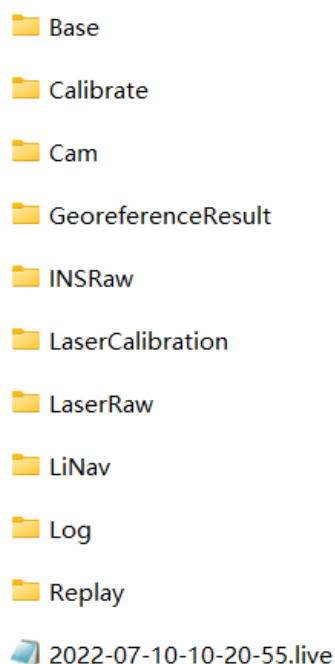 Base
Calibrate
Cam
GeoreferenceResult
INSRaw
LaserCalibration
LaserRaw
LiNav
Log
Replay
2022-07-10-10-20-55.live